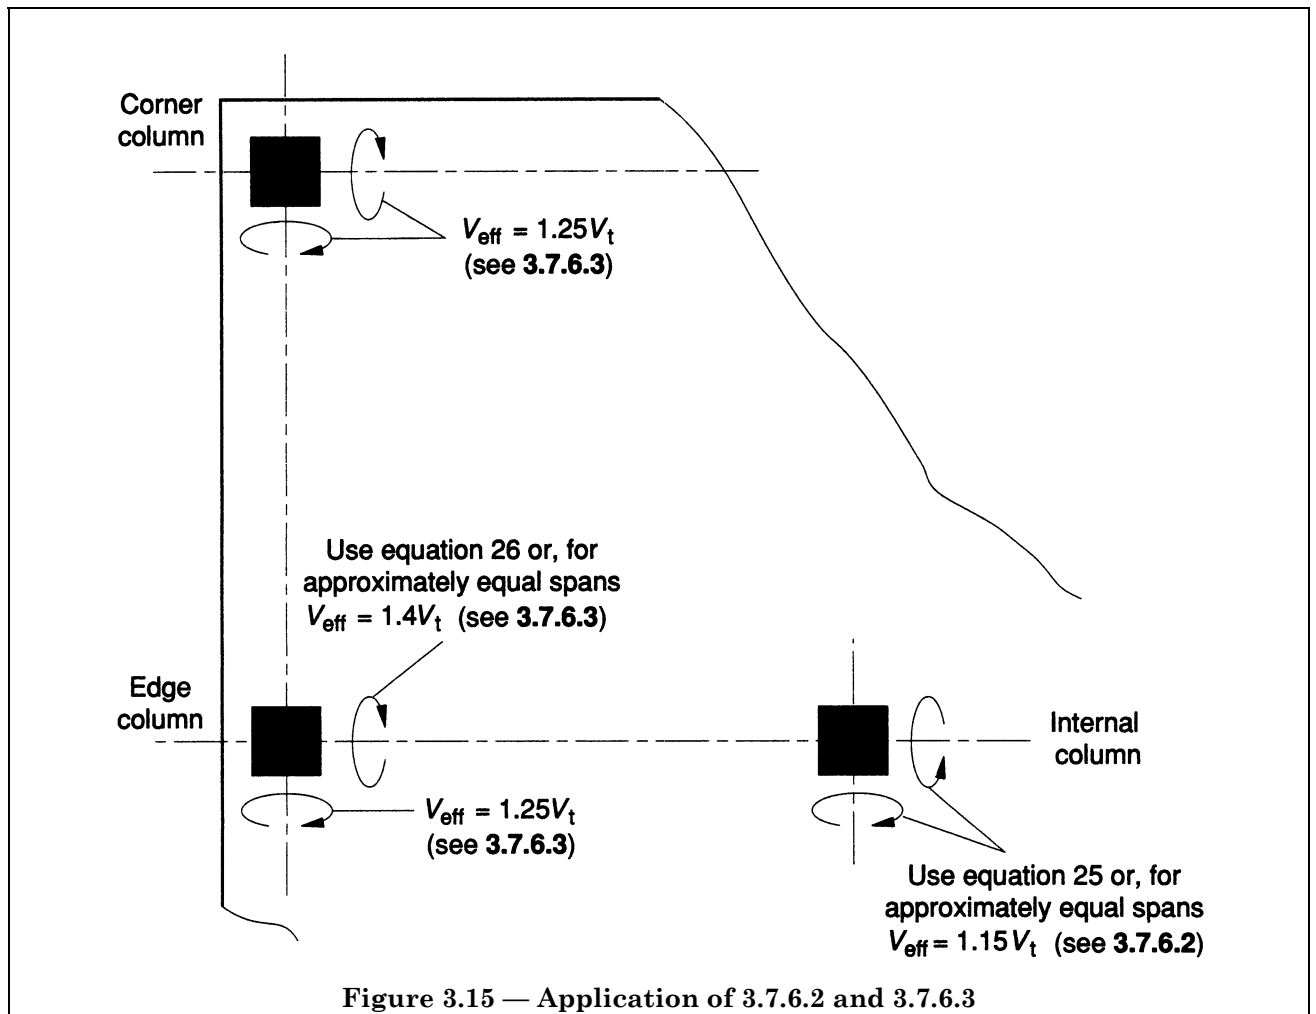 Corner
column
V_eff = 1.25V_t
(see 3.7.6.3)
Use equation 26 or, for
approximately equal spans
V_eff = 1.4V_t (see 3.7.6.3)
Edge
column
V_eff = 1.25V_t
(see 3.7.6.3)
Internal
column
Use equation 25 or, for
approximately equal spans
V_eff = 1.15V_t (see 3.7.6.2)
Figure 3.15 — Application of 3.7.6.2 and 3.7.6.3